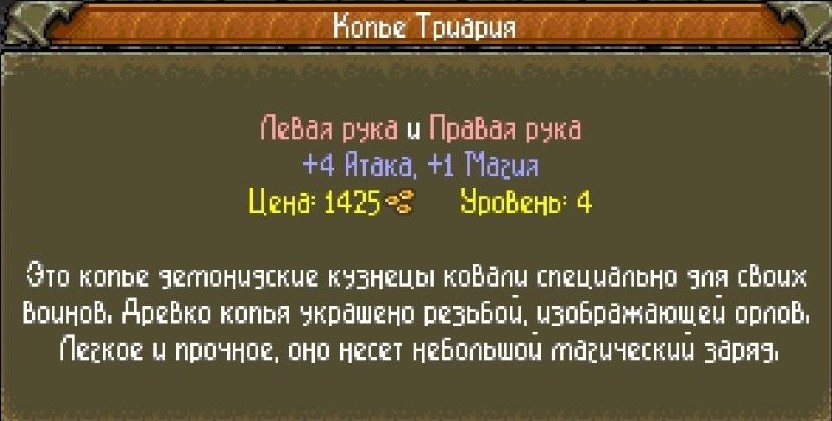 Копье Триария
Левая рука и Правая рука
+4 Атака, +1 Магия
Цена: 1425 Уровень: 4
Это копье демонидские кузнецы ковали специально для своих
воинов. Древко копья украшено резьбой, изображающей орлов.
Легкое и прочное, оно несет небольшой магический заряд.